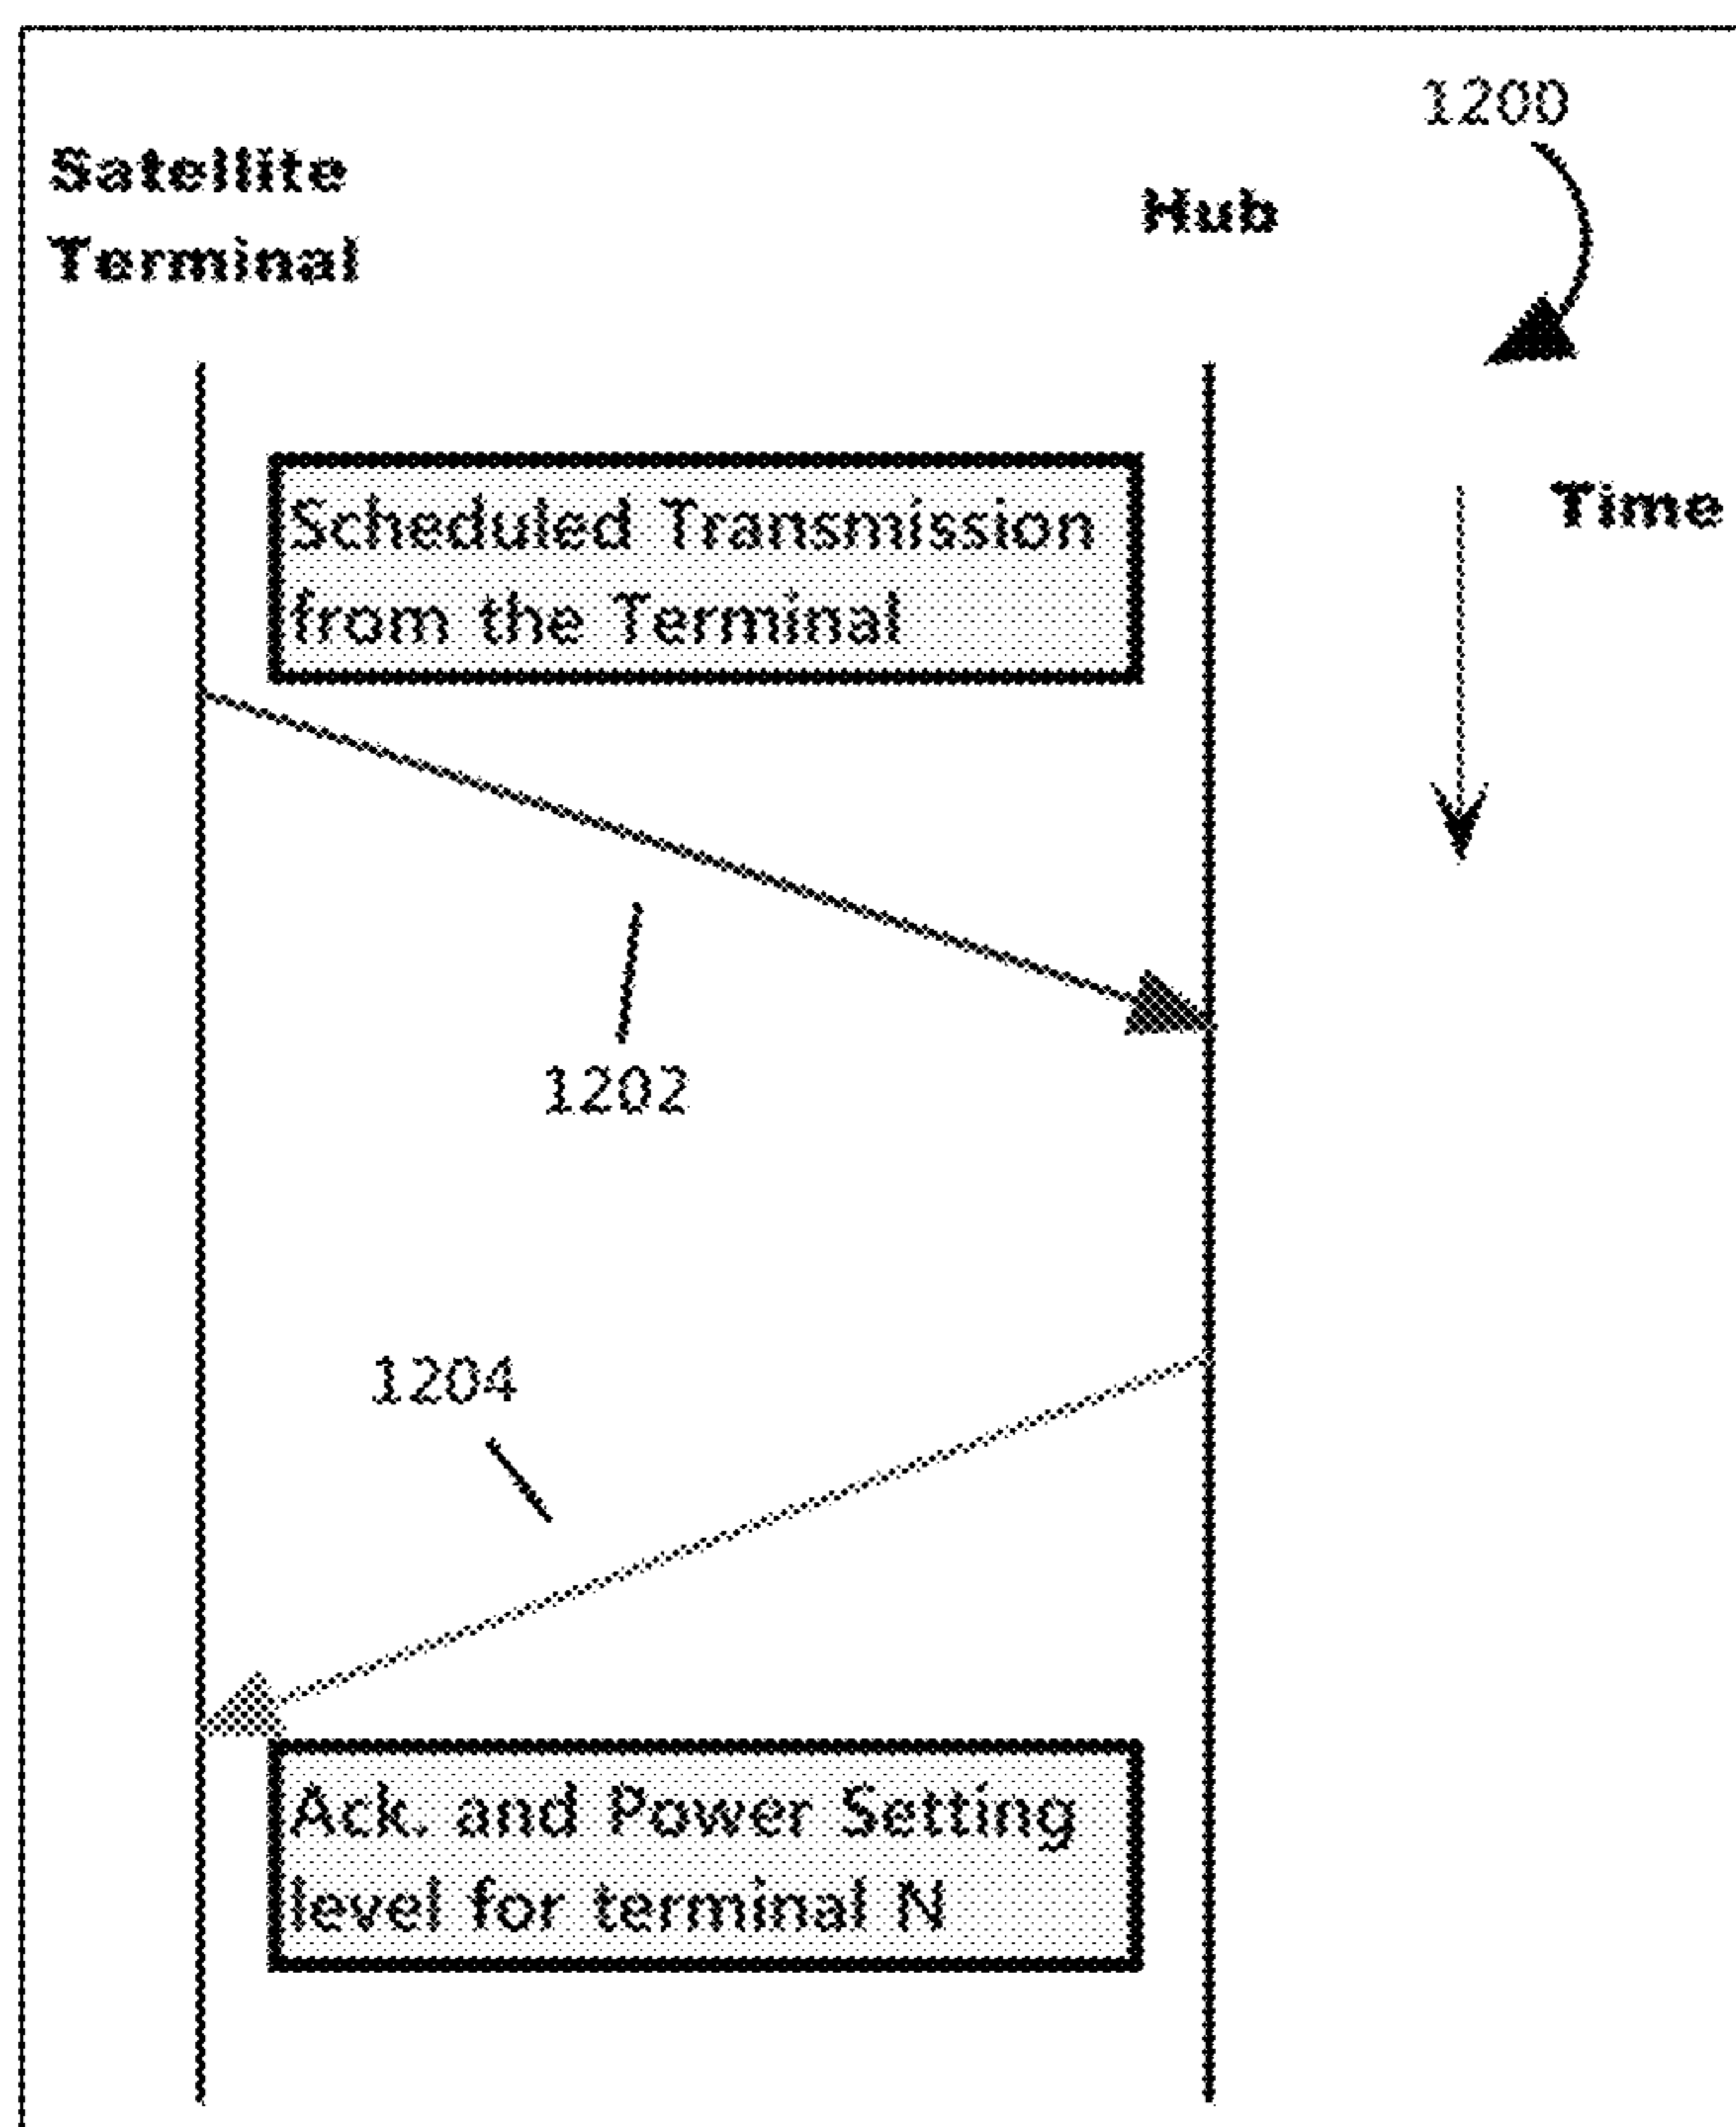 1200
Satellite
Terminal
Hub
Time
Scheduled Transmission
from the Terminal
1202
1204
Ack. and Power Setting
level for terminal N